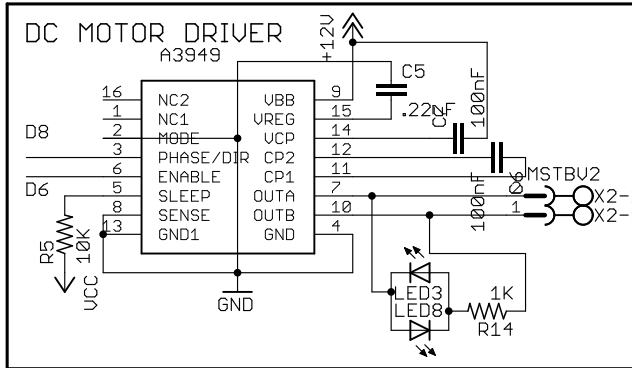 DC MOTOR DRIVER
A3949
+12V
C5
.22uF
C2
100nF
16 NC2 VBB 9
1 NC1 VREG 15
D8
2 MODE VCP 14
3 PHASE/DIR CP2 12
D6
6 ENABLE CP1 11
5 SLEEP OUTA 7
8 SENSE OUTB 10
13 GND1 GND 4
100nF
C6
MSTBV2
X2-
1 X2-
R5
10K
VCC
GND
LED3
LED8
1K
R14